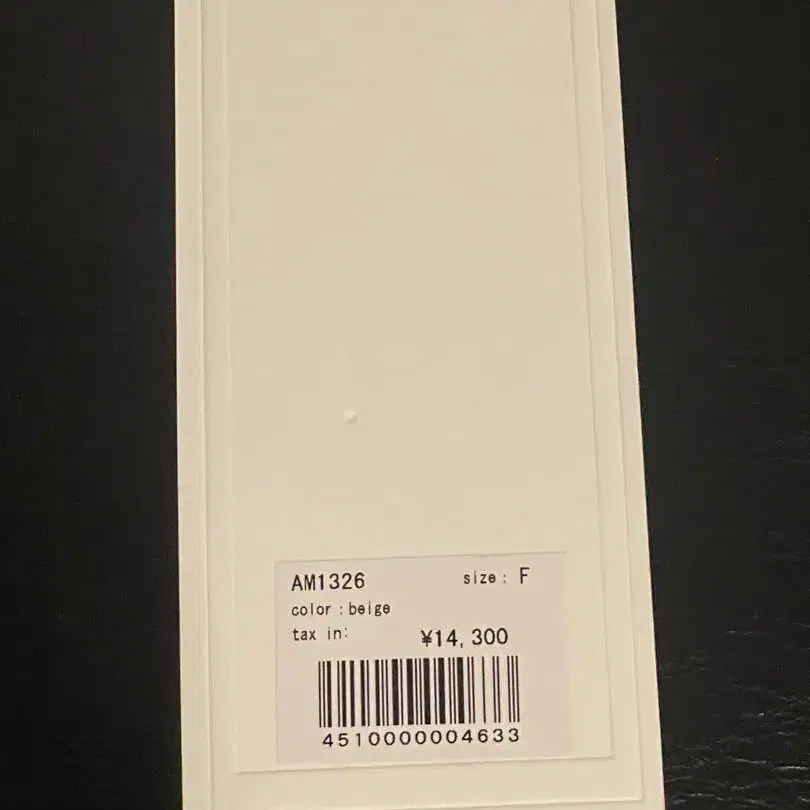 AM1326 size: F
color:beige
tax in: ¥14,300
4510000004633